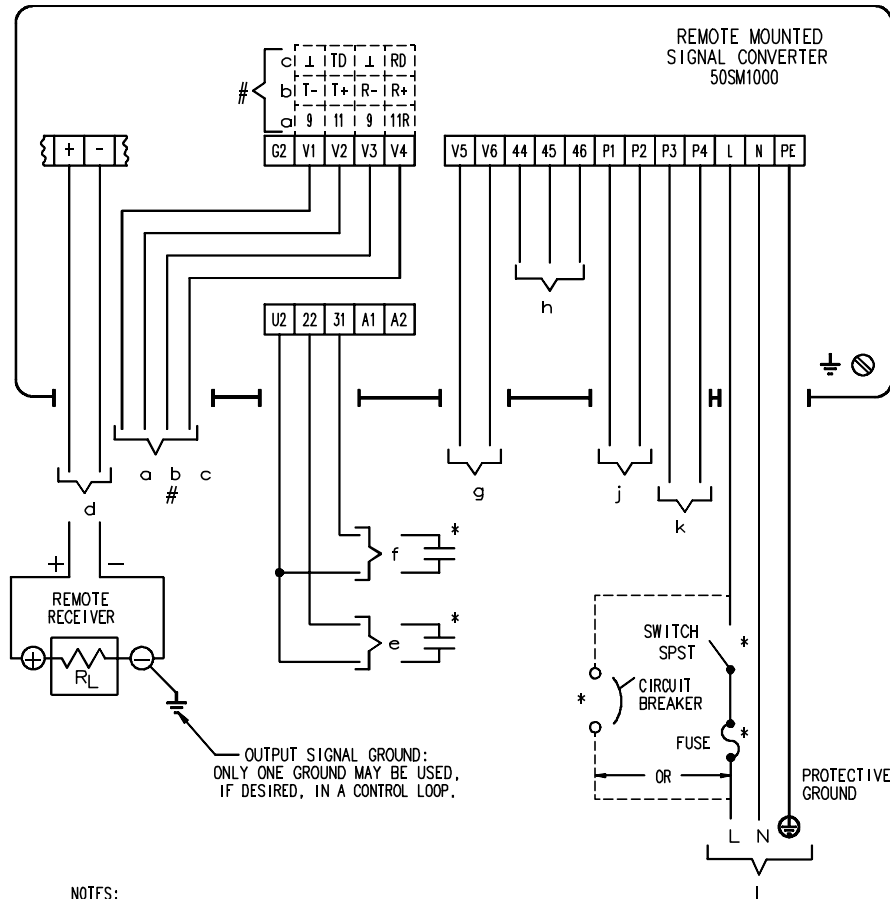 REMOTE MOUNTED
SIGNAL CONVERTER
50SM1000
c ⊥ TD ⊥ RD
# b T- T+ R- R+
a 9 11 9 11R
+ -
G2 V1 V2 V3 V4
V5 V6 44 45 46 P1 P2 P3 P4 L N PE
h
U2 22 31 A1 A2
a b c
#
d
g
j
k
+ -
f *
REMOTE
RECEIVER
e *
+ RL -
SWITCH
SPST
*
CIRCUIT
BREAKER
*
FUSE *
OR
OUTPUT SIGNAL GROUND:
ONLY ONE GROUND MAY BE USED,
IF DESIRED, IN A CONTROL LOOP.
PROTECTIVE
GROUND
L N
l
NOTES: